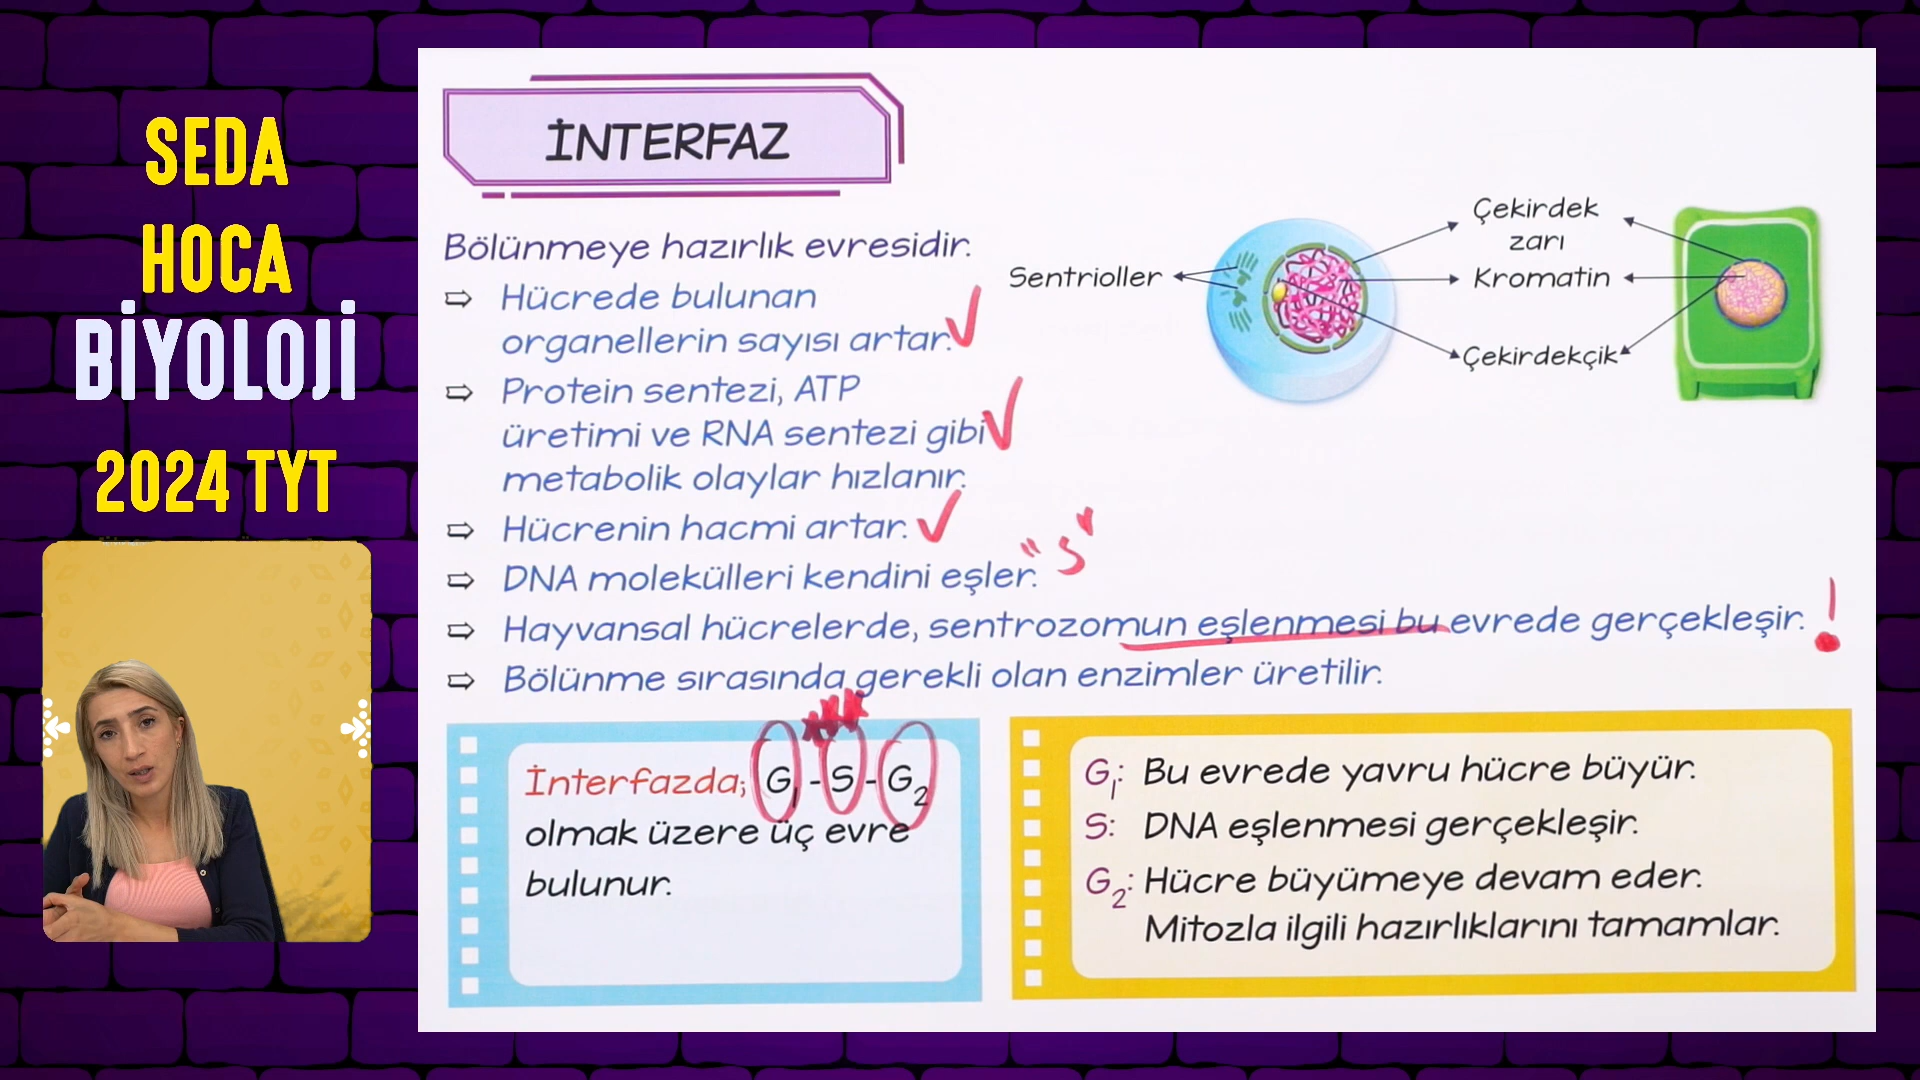 SEDA
HOCA
BİYOLOJİ
2024 TYT
İNTERFAZ
Bölünmeye hazırlık evresidir.
⇨ Hücrede bulunan
organellerin sayısı artar.
⇨ Protein sentezi, ATP
üretimi ve RNA sentezi gibi
metabolik olaylar hızlanır.
⇨ Hücrenin hacmi artar.
⇨ DNA molekülleri kendini eşler. "S"
⇨ Hayvansal hücrelerde, sentrozomun eşlenmesi bu evrede gerçekleşir. !
⇨ Bölünme sırasında gerekli olan enzimler üretilir.
Sentrioller
Çekirdek
zarı
Kromatin
Çekirdekçik
İnterfazda; G₁ - S - G₂
olmak üzere üç evre
bulunur.
G₁: Bu evrede yavru hücre büyür.
S: DNA eşlenmesi gerçekleşir.
G₂: Hücre büyümeye devam eder.
Mitozla ilgili hazırlıklarını tamamlar.